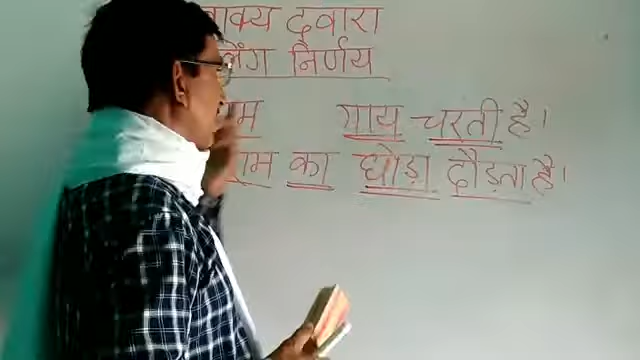 वाक्य द्वारा
लिंग निर्णय
गाय चरती है।
राम का घोड़ा दौड़ता है।